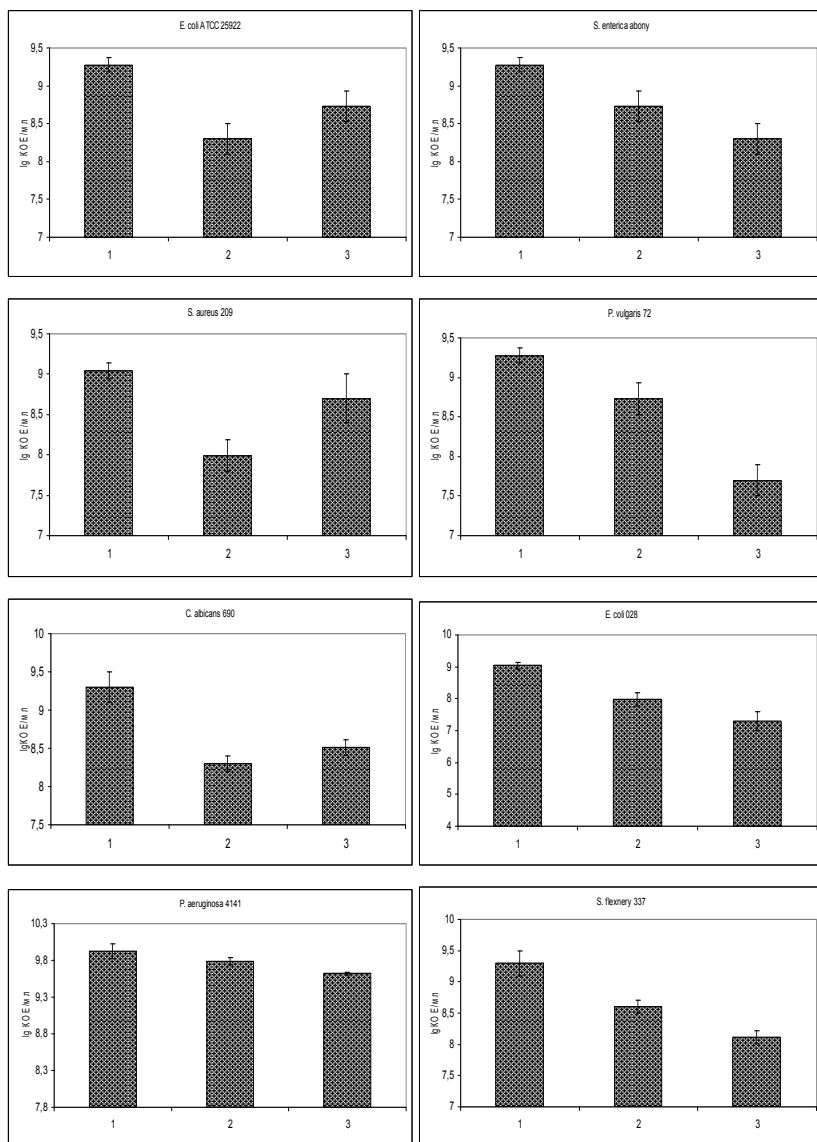 E. coli ATCC 25922
lg КОЕ/мл
9,5
9
8,5
8
7,5
7
1 2 3
S. enterica abony
lg КОЕ/мл
9,5
9
8,5
8
7,5
7
1 2 3
S. aureus 209
lg КОЕ/мл
9,5
9
8,5
8
7,5
7
1 2 3
P. vulgaris 72
lg КОЕ/мл
9,5
9
8,5
8
7,5
7
1 2 3
C. albicans 690
lg КОЕ/мл
10
9,5
9
8,5
8
7,5
1 2 3
E. coli 028
lg КОЕ/мл
10
9
8
7
6
5
4
1 2 3
P. aeruginosa 4141
lg КОЕ/мл
10,3
9,8
9,3
8,8
8,3
7,8
1 2 3
S. flexnery 337
lg КОЕ/мл
10
9,5
9
8,5
8
7,5
7
1 2 3